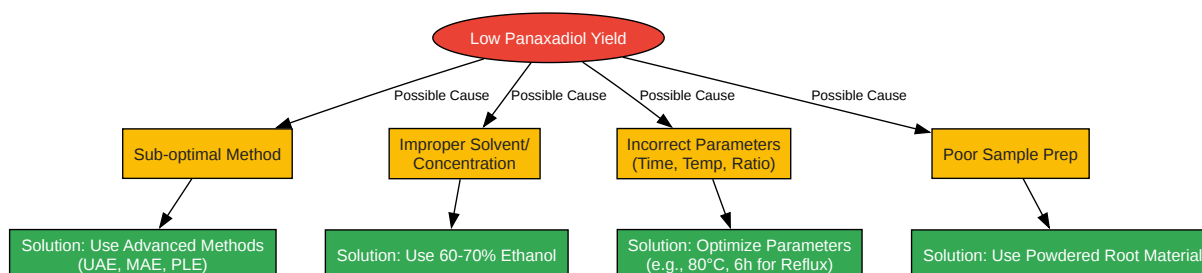 Low Panaxadiol Yield
Possible Cause
Possible Cause
Possible Cause
Possible Cause
Sub-optimal Method
Improper Solvent/
Concentration
Incorrect Parameters
(Time, Temp, Ratio)
Poor Sample Prep
Solution: Use Advanced Methods
(UAE, MAE, PLE)
Solution: Use 60-70% Ethanol
Solution: Optimize Parameters
(e.g., 80°C, 6h for Reflux)
Solution: Use Powdered Root Material